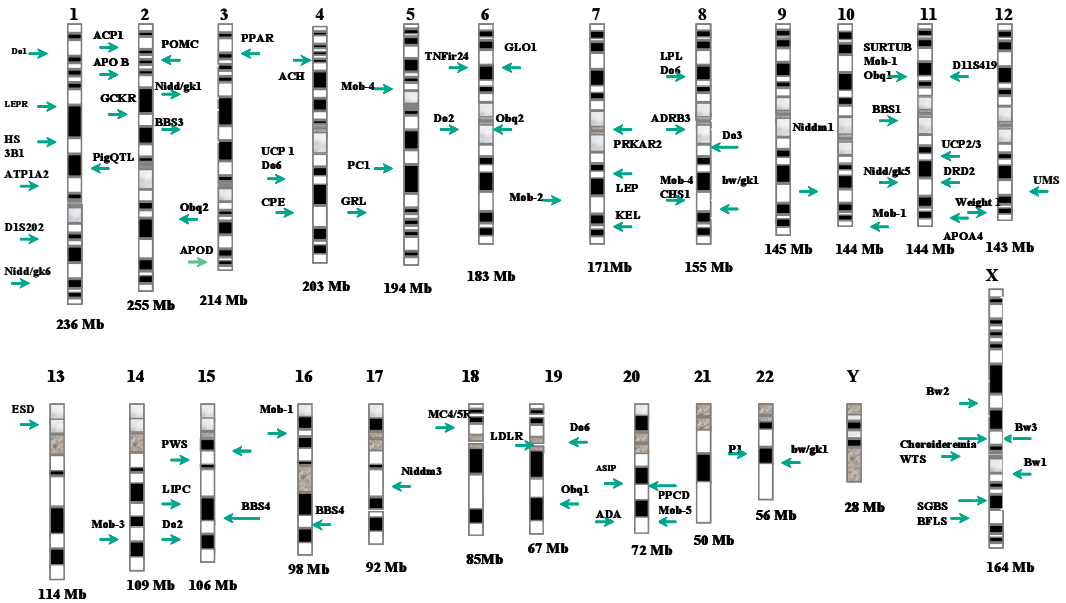 1 2 3 4 5 6 7 8 9 10 11 12
Do1
ACP1
APO B
POMC
PPAR
ACH
TNFir24
GLO1
LPL
Do6
SURTUB
Mob-1
Obq1
D11S419
LEPR
GCKR
Nidd/gk1
BBS3
Mob-4
Do2
Obq2
ADRB3
PRKAR2
Do3
Niddm1
BBS1
HS
3B1
PigQTL
ATP1A2
UCP 1
Do6
PC1
LEP
Mob-4
CHS1
bw/gk1
UCP2/3
Nidd/gk5
DRD2
UMS
D1S202
Obq2
CPE
GRL
Mob-2
KEL
Mob-1
Weight 1
APOA4
Nidd/gk6
APOD
236 Mb
255 Mb
214 Mb
203 Mb
194 Mb
183 Mb
171Mb
155 Mb
145 Mb
144 Mb
144 Mb
143 Mb
X
13 14 15 16 17 18 19 20 21 22 Y
ESD
PWS
LIPC
Mob-3
Do2
BBS4
Mob-1
BBS4
Niddm3
MC4/5R
LDLR
Do6
Obq1
ASIP
ADA
PPCD
Mob-5
P1
bw/gk1
Bw2
Bw3
Choroideremia
WTS
Bw1
SGBS
BFLS
114 Mb
109 Mb
106 Mb
98 Mb
92 Mb
85Mb
67 Mb
72 Mb
50 Mb
56 Mb
28 Mb
164 Mb